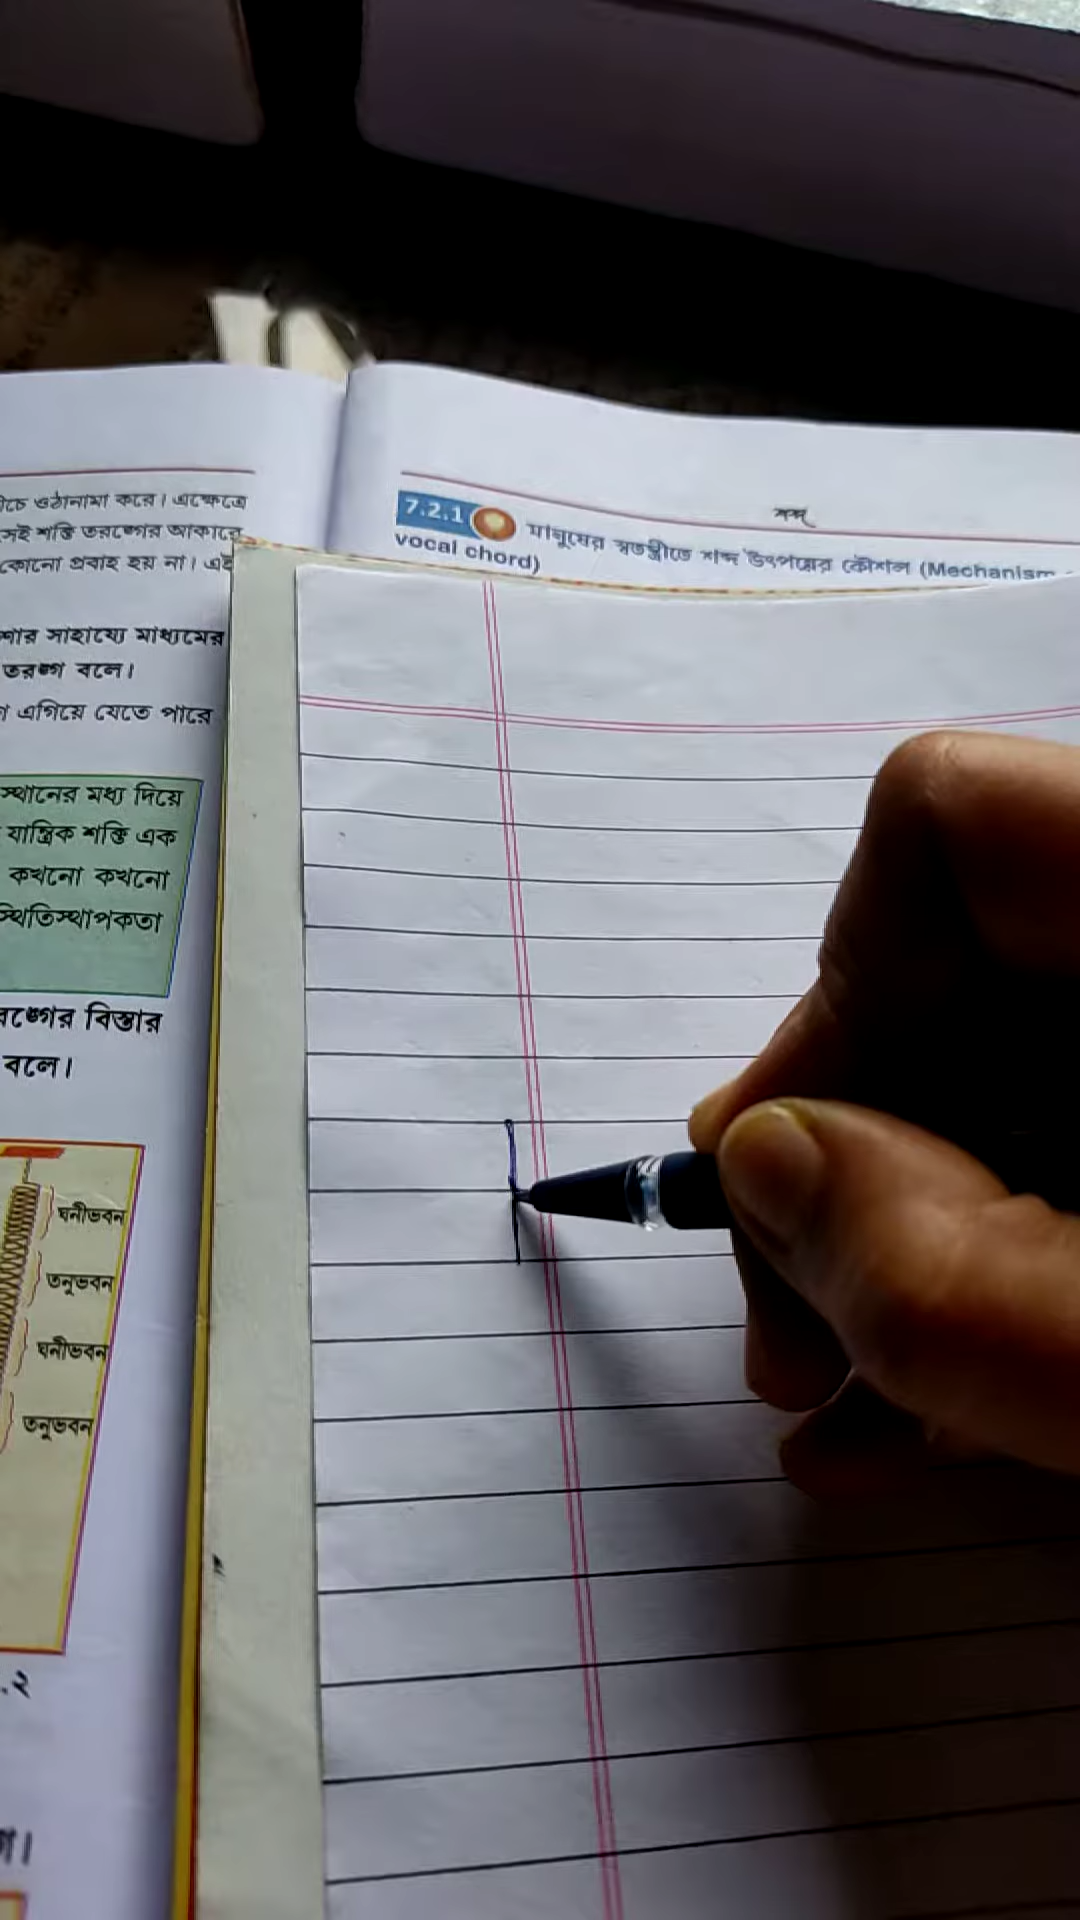 ওঠানামা করে। এক্ষেত্রে
সেই শক্তি তরঙ্গের আকারে
কোনো প্রবাহ হয় না। এই
সাহায্যে মাধ্যমের
তরঙ্গ বলে।
এগিয়ে যেতে পারে
স্থানের মধ্য দিয়ে
যান্ত্রিক শক্তি এক
কখনো কখনো
স্থিতিস্থাপকতা
তরঙ্গের বিস্তার
বলে।
ঘনীভবন
তনুভবন
ঘনীভবন
তনুভবন
.২
শব্দ
7.2.1 মানুষের স্বরতন্ত্রীতে শব্দ উৎপন্নের কৌশল (Mechanism
vocal chord)